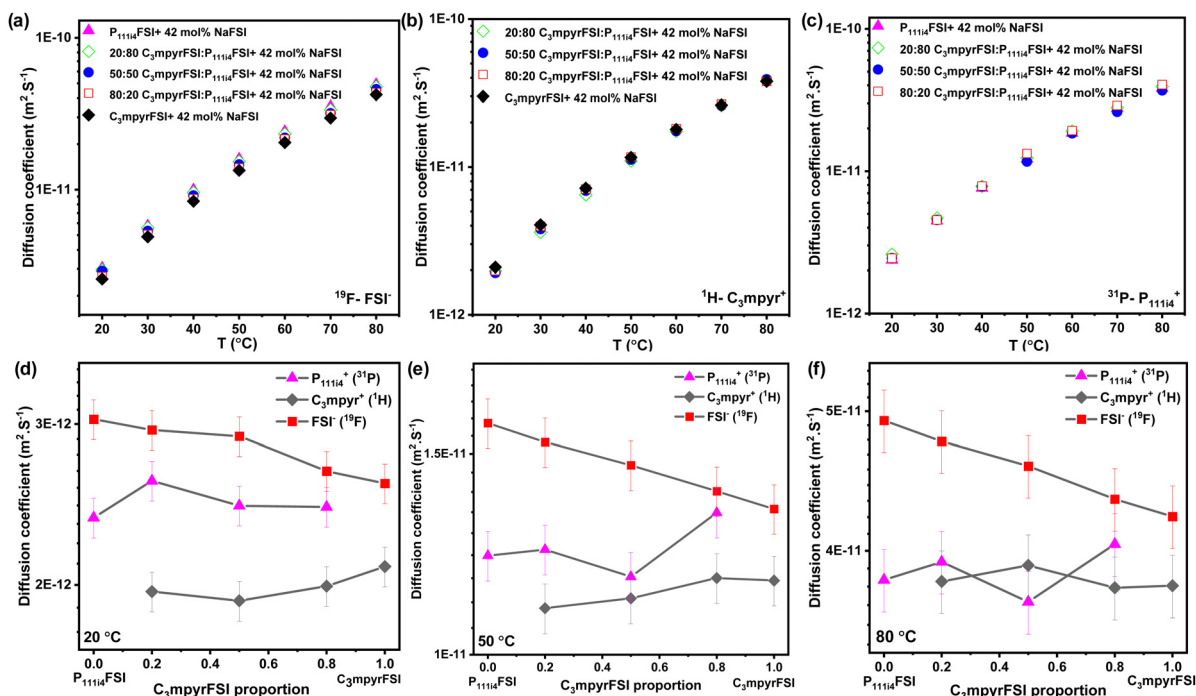 (a)
P₁₁₁ᵢ₄FSI+ 42 mol% NaFSI
20:80 C₃mpyrFSI:P₁₁₁ᵢ₄FSI+ 42 mol% NaFSI
50:50 C₃mpyrFSI:P₁₁₁ᵢ₄FSI+ 42 mol% NaFSI
80:20 C₃mpyrFSI:P₁₁₁ᵢ₄FSI+ 42 mol% NaFSI
C₃mpyrFSI+ 42 mol% NaFSI
1E-10
1E-11
Diffusion coefficient (m².S⁻¹)
¹⁹F- FSI⁻
20 30 40 50 60 70 80
T (°C)
(b)
20:80 C₃mpyrFSI:P₁₁₁ᵢ₄FSI+ 42 mol% NaFSI
50:50 C₃mpyrFSI:P₁₁₁ᵢ₄FSI+ 42 mol% NaFSI
80:20 C₃mpyrFSI:P₁₁₁ᵢ₄FSI+ 42 mol% NaFSI
C₃mpyrFSI+ 42 mol% NaFSI
1E-10
1E-11
1E-12
Diffusion coefficient (m².S⁻¹)
¹H- C₃mpyr⁺
20 30 40 50 60 70 80
T (°C)
(c)
P₁₁₁ᵢ₄FSI+ 42 mol% NaFSI
20:80 C₃mpyrFSI:P₁₁₁ᵢ₄FSI+ 42 mol% NaFSI
50:50 C₃mpyrFSI:P₁₁₁ᵢ₄FSI+ 42 mol% NaFSI
80:20 C₃mpyrFSI:P₁₁₁ᵢ₄FSI+ 42 mol% NaFSI
1E-10
1E-11
1E-12
Diffusion coefficient (m².S⁻¹)
³¹P- P₁₁₁ᵢ₄⁺
20 30 40 50 60 70 80
T (°C)
(d)
P₁₁₁ᵢ₄⁺ (³¹P)
C₃mpyr⁺ (¹H)
FSI⁻ (¹⁹F)
3E-12
2E-12
Diffusion coefficient (m².S⁻¹)
20 °C
0.0 0.2 0.4 0.6 0.8 1.0
P₁₁₁ᵢ₄FSI C₃mpyrFSI
C₃mpyrFSI proportion
(e)
P₁₁₁ᵢ₄⁺ (³¹P)
C₃mpyr⁺ (¹H)
FSI⁻ (¹⁹F)
1.5E-11
1E-11
Diffusion coefficient (m².S⁻¹)
50 °C
0.0 0.2 0.4 0.6 0.8 1.0
P₁₁₁ᵢ₄FSI C₃mpyrFSI
C₃mpyrFSI proportion
(f)
P₁₁₁ᵢ₄⁺ (³¹P)
C₃mpyr⁺ (¹H)
FSI⁻ (¹⁹F)
5E-11
4E-11
Diffusion coefficient (m².S⁻¹)
80 °C
0.0 0.2 0.4 0.6 0.8 1.0
P₁₁₁ᵢ₄FSI C₃mpyrFSI
C₃mpyrFSI proportion